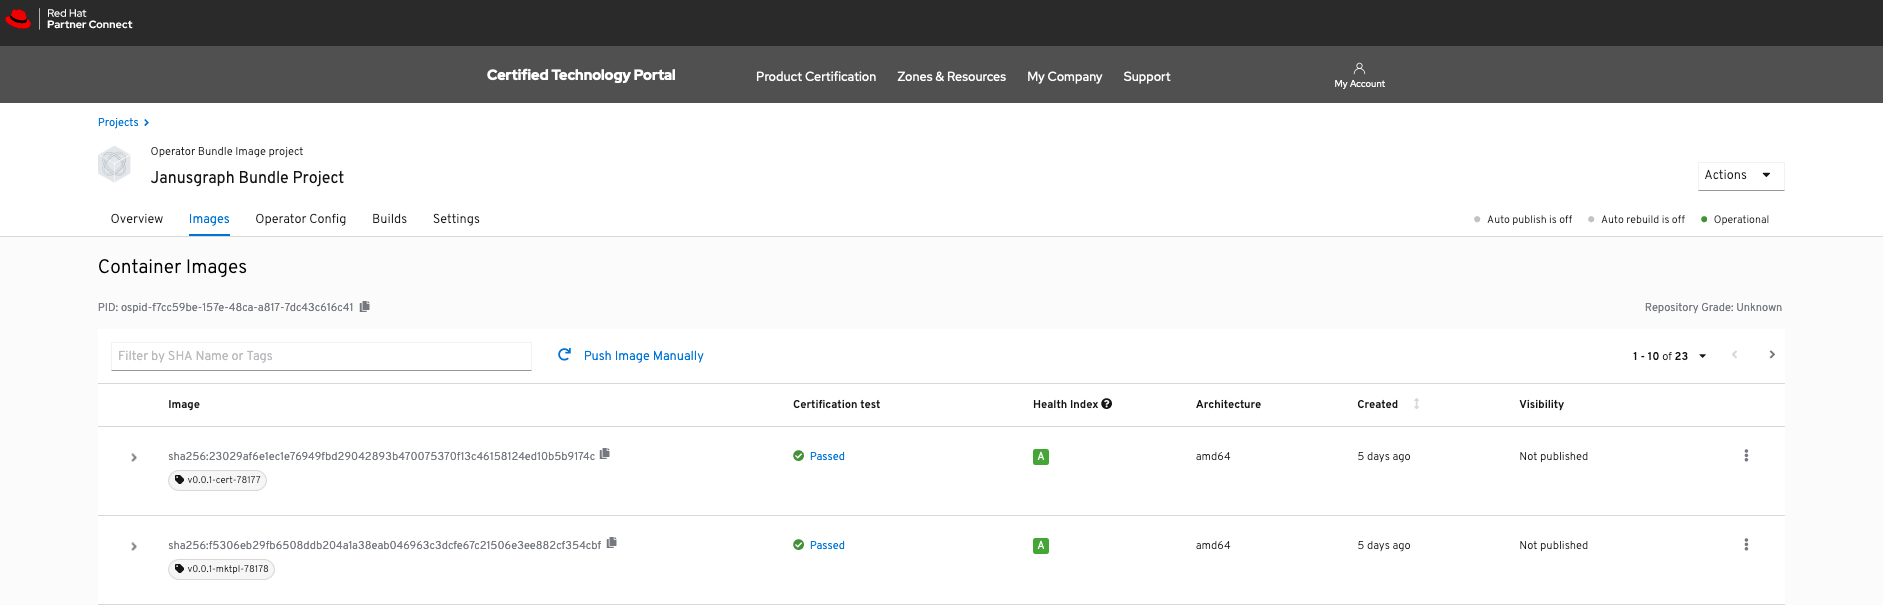 Red Hat
Partner Connect
Certified Technology Portal Product Certification Zones & Resources My Company Support My Account
Projects
Operator Bundle Image project
Janusgraph Bundle Project
Actions
Overview Images Operator Config Builds Settings Auto publish is off Auto rebuild is off Operational
Container Images
PID: ospid-f7cc59be-157e-48ca-a817-7dc43c616c41 Repository Grade: Unknown
Filter by SHA Name or Tags Push Image Manually 1 - 10 of 23
Image Certification test Health Index Architecture Created Visibility
sha256:23029af6e1ec1e76949fbd29042893b470075370f13c46158124ed10b5b9174c Passed A amd64 5 days ago Not published
v0.0.1-cert-78177
sha256:f5306eb29fb6508ddb204a1a38eab046963c3dcfe67c21506e3ee882cf354cbf Passed A amd64 5 days ago Not published
v0.0.1-mktpl-78178